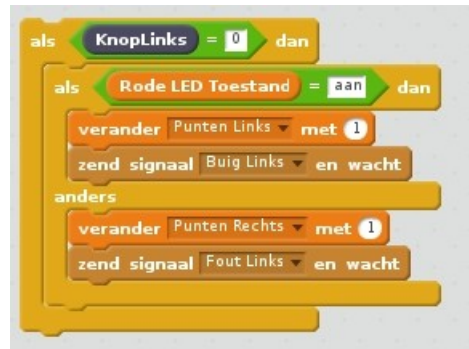 als KnopLinks = 0 dan
als Rode LED Toestand = aan dan
verander Punten Links met 1
zend signaal Buig Links en wacht
anders
verander Punten Rechts met 1
zend signaal Fout Links en wacht